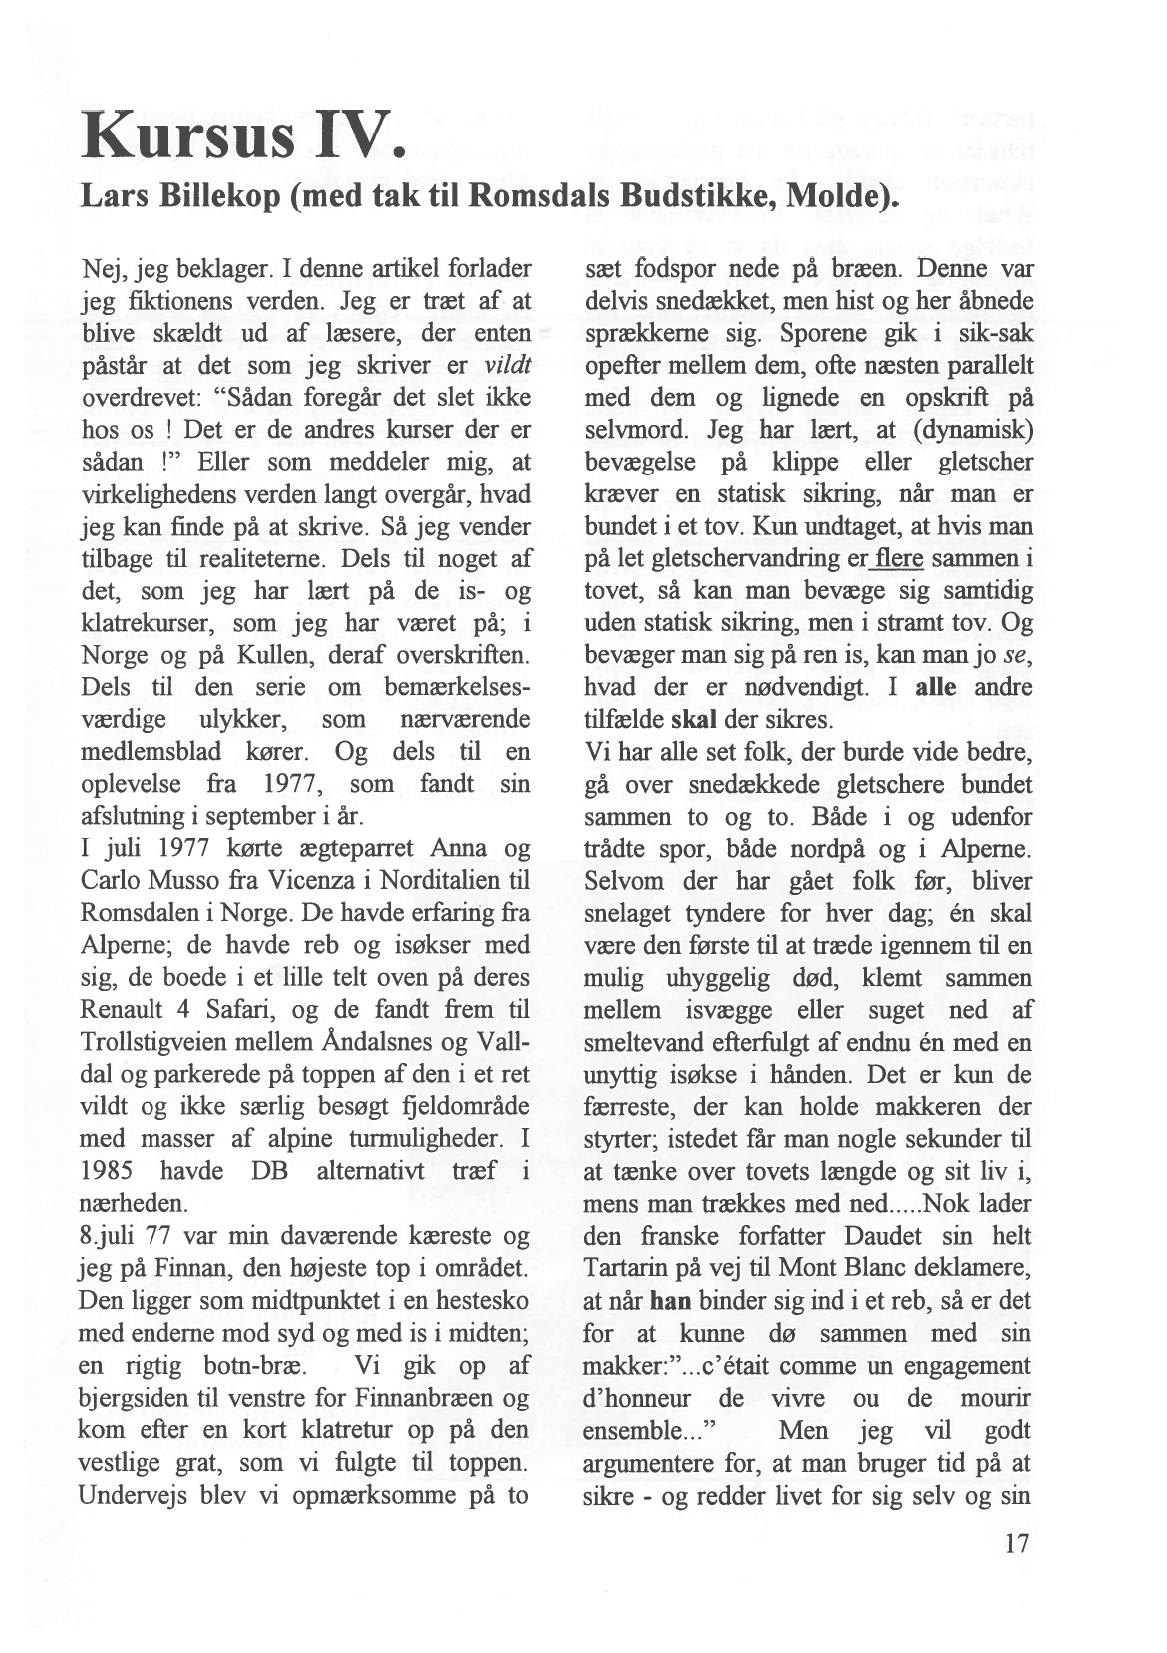 Kursus IV.
Lars Billekop (med tak til Romsdals Budstikke, Molde).
Nej, jeg beklager. I denne artikel forlader
jeg fiktionens verden. Jeg er træt af at
blive skældt ud af læsere, der enten
påstår at det som jeg skriver er vildt
overdrevet: “Sådan foregår det slet ikke
hos os ! Det er de andres kurser der er
sådan !” Eller som meddeler mig, at
virkelighedens verden langt overgår, hvad
jeg kan finde på at skrive. Så jeg vender
tilbage til realiteterne. Dels til noget af
det, som jeg har lært på de is- og
klatrekurser, som jeg har været på; i
Norge og på Kullen, deraf overskriften.
Dels til den serie om bemærkelses-
værdige ulykker, som nærværende
medlemsblad kører. Og dels til en
oplevelse fra 1977, som fandt sin
afslutning i september i år.
I juli 1977 kørte ægteparret Anna og
Carlo Musso fra Vicenza i Norditalien til
Romsdalen i Norge. De havde erfaring fra
Alperne; de havde reb og isøkser med
sig, de boede i et lille telt oven på deres
Renault 4 Safari, og de fandt frem til
Trollstigveien mellem Åndalsnes og Vall-
dal og parkerede på toppen af den i et ret
vildt og ikke særlig besøgt fjeldområde
med masser af alpine turmuligheder. I
1985 havde DB alternativt træf i
nærheden.
8.juli 77 var min daværende kæreste og
jeg på Finnan, den højeste top i området.
Den ligger som midtpunktet i en hestesko
med enderne mod syd og med is i midten;
en rigtig botn-bræ. Vi gik op af
bjergsiden til venstre for Finnanbræen og
kom efter en kort klatretur op på den
vestlige grat, som vi fulgte til toppen.
Undervejs blev vi opmærksomme på to
sæt fodspor nede på bræen. Denne var
delvis snedækket, men hist og her åbnede
sprækkerne sig. Sporene gik i sik-sak
opefter mellem dem, ofte næsten parallelt
med dem og lignede en opskrift på
selvmord. Jeg har lært, at (dynamisk)
bevægelse på klippe eller gletscher
kræver en statisk sikring, når man er
bundet i et tov. Kun undtaget, at hvis man
på let gletschervandring er flere sammen i
tovet, så kan man bevæge sig samtidig
uden statisk sikring, men i stramt tov. Og
bevæger man sig på ren is, kan man jo se,
hvad der er nødvendigt. I alle andre
tilfælde skal der sikres.
Vi har alle set folk, der burde vide bedre,
gå over snedækkede gletschere bundet
sammen to og to. Både i og udenfor
trådte spor, både nordpå og i Alperne.
Selvom der har gået folk før, bliver
snelaget tyndere for hver dag; én skal
være den første til at træde igennem til en
mulig uhyggelig død, klemt sammen
mellem isvægge eller suget ned af
smeltevand efterfulgt af endnu én med en
unyttig isøkse i hånden. Det er kun de
færreste, der kan holde makkeren der
styrter; istedet får man nogle sekunder til
at tænke over tovets længde og sit liv i,
mens man trækkes med ned.....Nok lader
den franske forfatter Daudet sin helt
Tartarin på vej til Mont Blanc deklamere,
at når han binder sig ind i et reb, så er det
for at kunne dø sammen med sin
makker:”...c’était comme un engagement
d’honneur de vivre ou de mourir
ensemble...” Men jeg vil godt
argumentere for, at man bruger tid på at
sikre - og redder livet for sig selv og sin
17